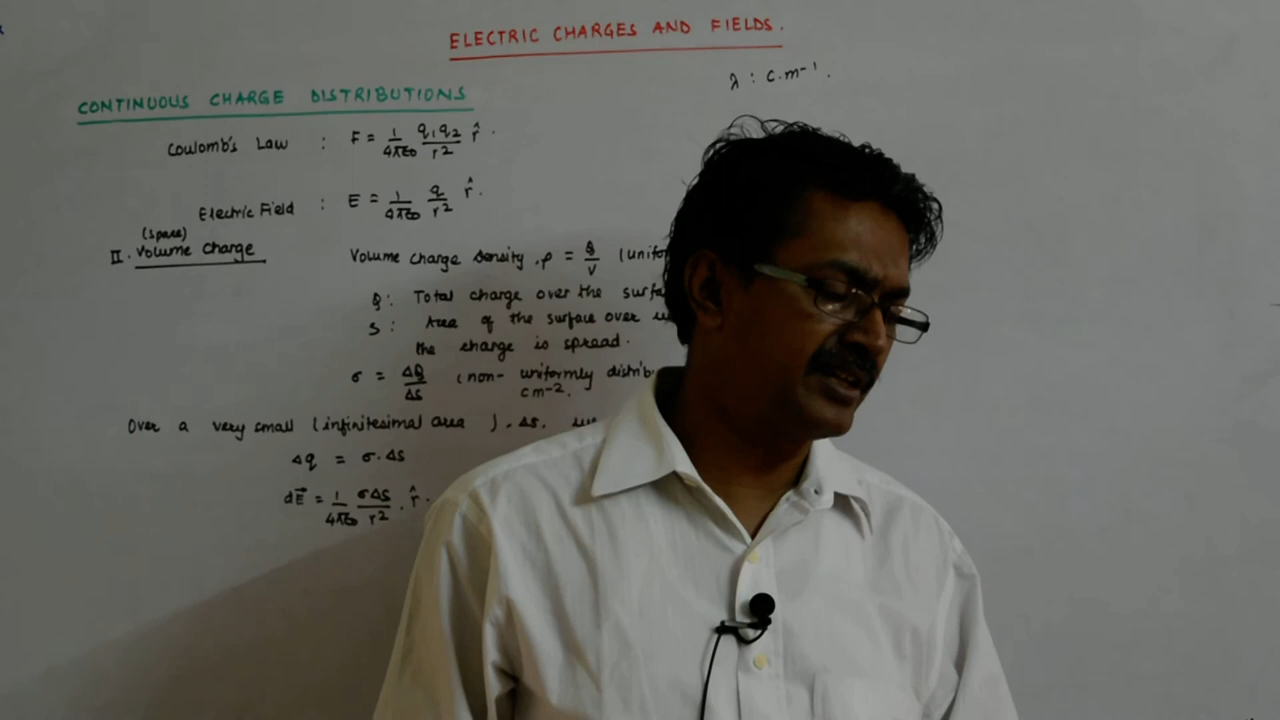 ELECTRIC CHARGES AND FIELDS.
λ : C.m⁻¹.
CONTINUOUS CHARGE DISTRIBUTIONS
Coulomb's Law : F = 1/4πε₀ q₁q₂/r² r̂.
Electric Field : E = 1/4πε₀ q/r² r̂.
(space)
II. Volume Charge
Volume charge density, ρ = Q/V (unifo
Q: Total charge over the surfa
S: Area of the surface over
the charge is spread.
σ = ΔQ/ΔS (non-uniformly distrib
cm⁻².
Over a very small (infinitesimal area). ΔS.
Δq = σ.ΔS
dE⃗ = 1/4πε₀ σΔS/r² . r̂.